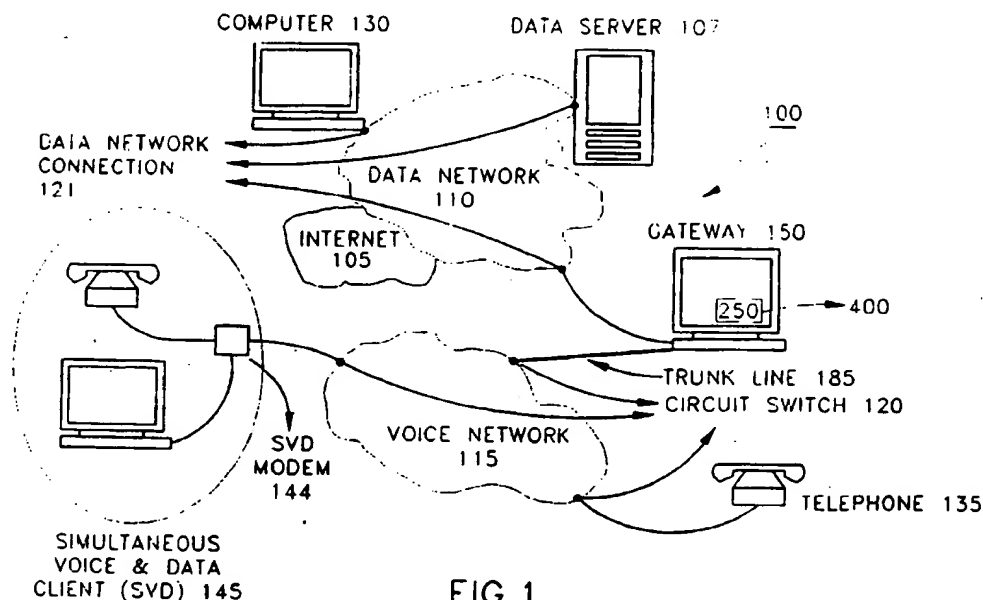 COMPUTER 130
DATA SERVER 107
100
DATA NETWORK
CONNECTION
121
DATA NETWORK
110
INTERNET
105
GATEWAY 150
250
400
TRUNK LINE 185
CIRCUIT SWITCH 120
VOICE NETWORK
115
SVD
MODEM
144
TELEPHONE 135
SIMULTANEOUS
VOICE & DATA
CLIENT (SVD) 145
FIG 1